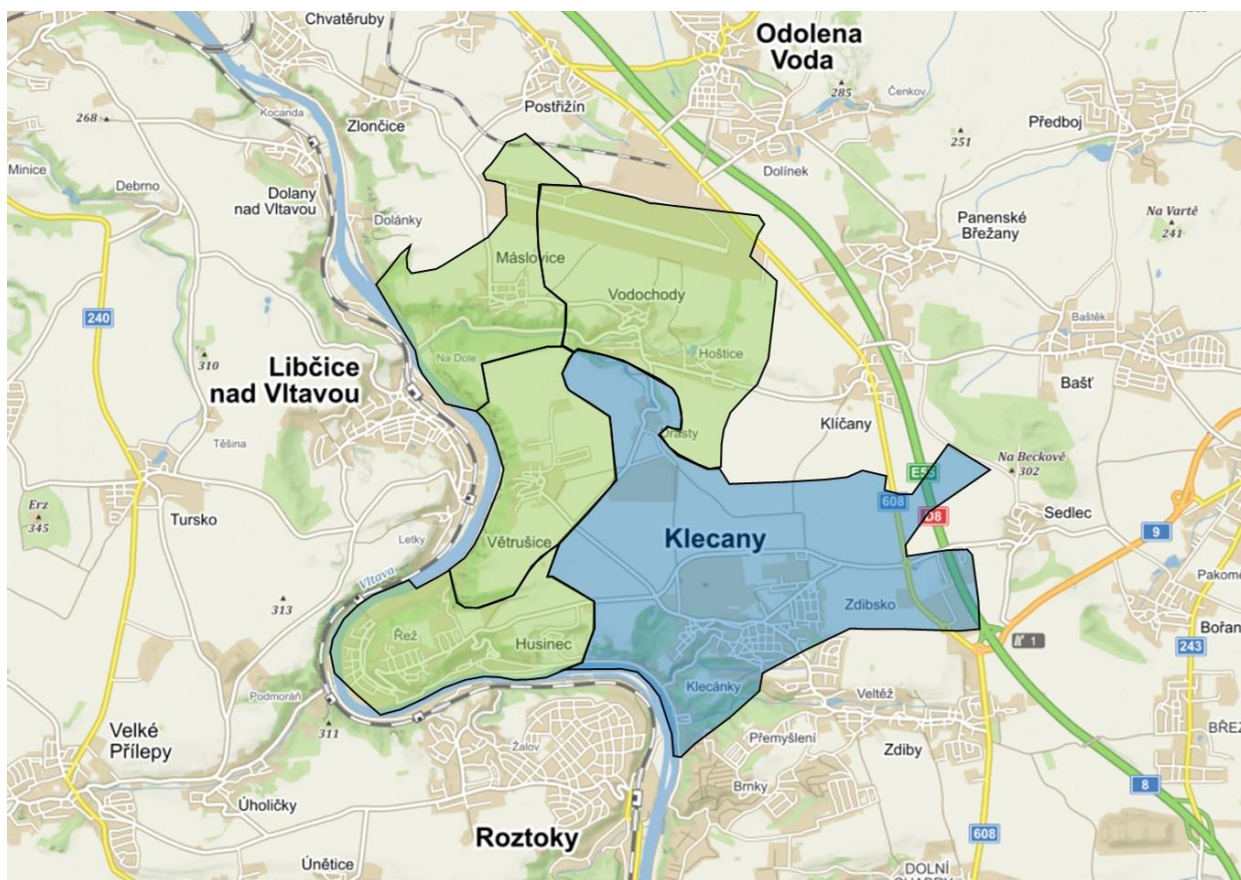 Chvatěruby
Odolena
Voda
285
Čenkov
Postřižín
Kocanda
268
Zlončice
Předboj
251
Minice
Debrno
Dolany
nad Vltavou
Dolínek
Dolánky
Panenské
Břežany
Na Vartě
241
Máslovice
Vodochody
240
Baštěk
310
Na Dole
Hoštice
Libčice
nad Vltavou
Bašť
Klíčany
Těšina
Drasty
Na Beckově
302
E55
608
D8
Erz
345
Tursko
Sedlec
9
Letky
Větrušice
Klecany
Vltava
313
Zdibsko
Řež
Husinec
1
243
Podmoráň
Klecánky
Veltěž
311
Velké
Přílepy
Žalov
Přemyšlení
Zdiby
BŘEZ
Brnky
Úholičky
8
Roztoky
608
Únětice
DOLNÍ